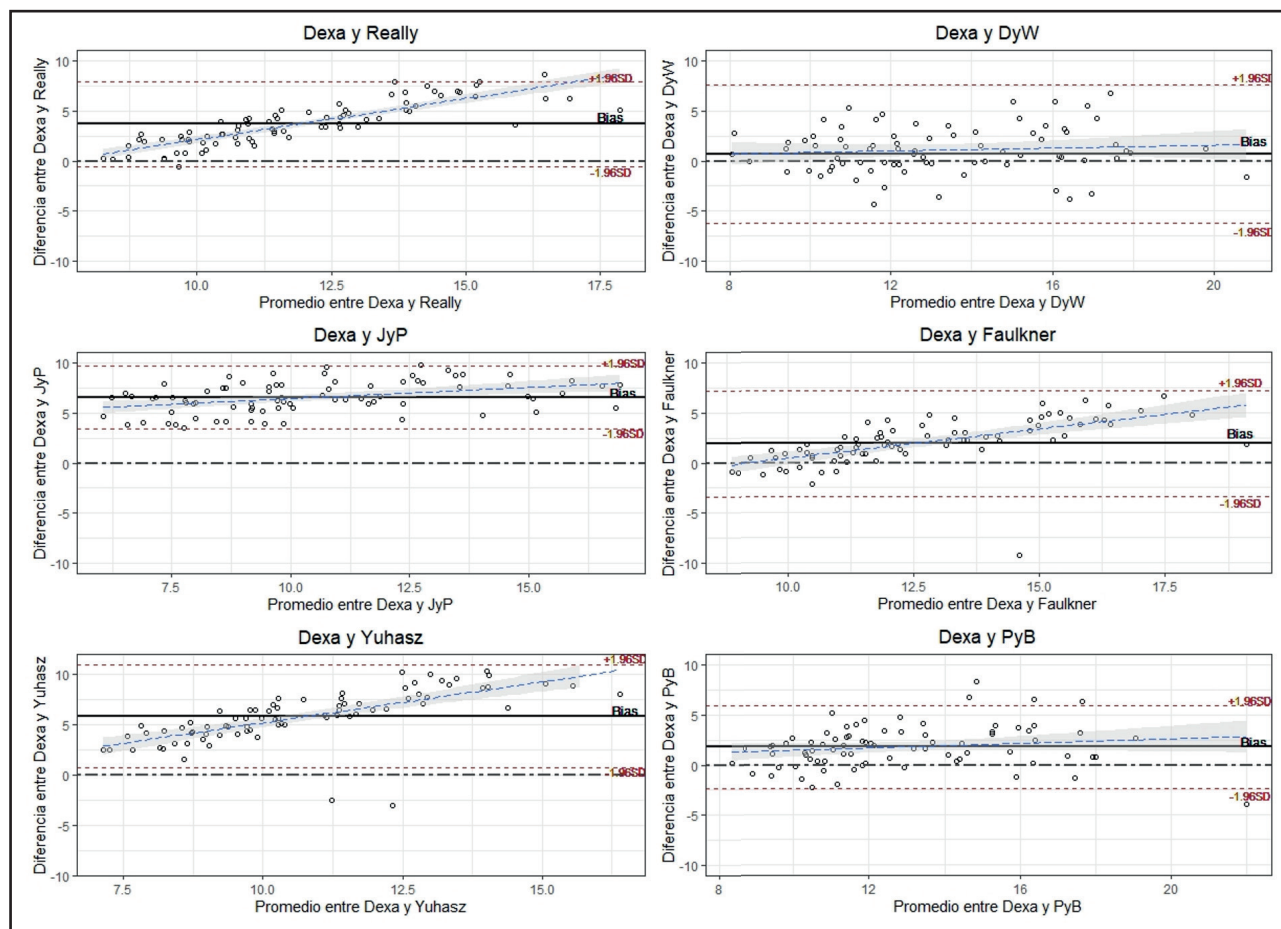 Dexa y Really
10
5
0
-5
-10
+1.96SD
Bias
-1.96SD
10.0 12.5 15.0 17.5
Diferencia entre Dexa y Really
Promedio entre Dexa y Really
Dexa y DyW
10
5
0
-5
-10
+1.96SD
Bias
-1.96SD
8 12 16 20
Diferencia entre Dexa y DyW
Promedio entre Dexa y DyW
Dexa y JyP
10
5
0
-5
-10
+1.96SD
Bias
-1.96SD
7.5 10.0 12.5 15.0
Diferencia entre Dexa y JyP
Promedio entre Dexa y JyP
Dexa y Faulkner
10
5
0
-5
-10
+1.96SD
Bias
-1.96SD
10.0 12.5 15.0 17.5
Diferencia entre Dexa y Faulkner
Promedio entre Dexa y Faulkner
Dexa y Yuhasz
10
5
0
-5
-10
+1.96SD
Bias
-1.96SD
7.5 10.0 12.5 15.0
Diferencia entre Dexa y Yuhasz
Promedio entre Dexa y Yuhasz
Dexa y PyB
10
5
0
-5
-10
+1.96SD
Bias
-1.96SD
8 12 16 20
Diferencia entre Dexa y PyB
Promedio entre Dexa y PyB